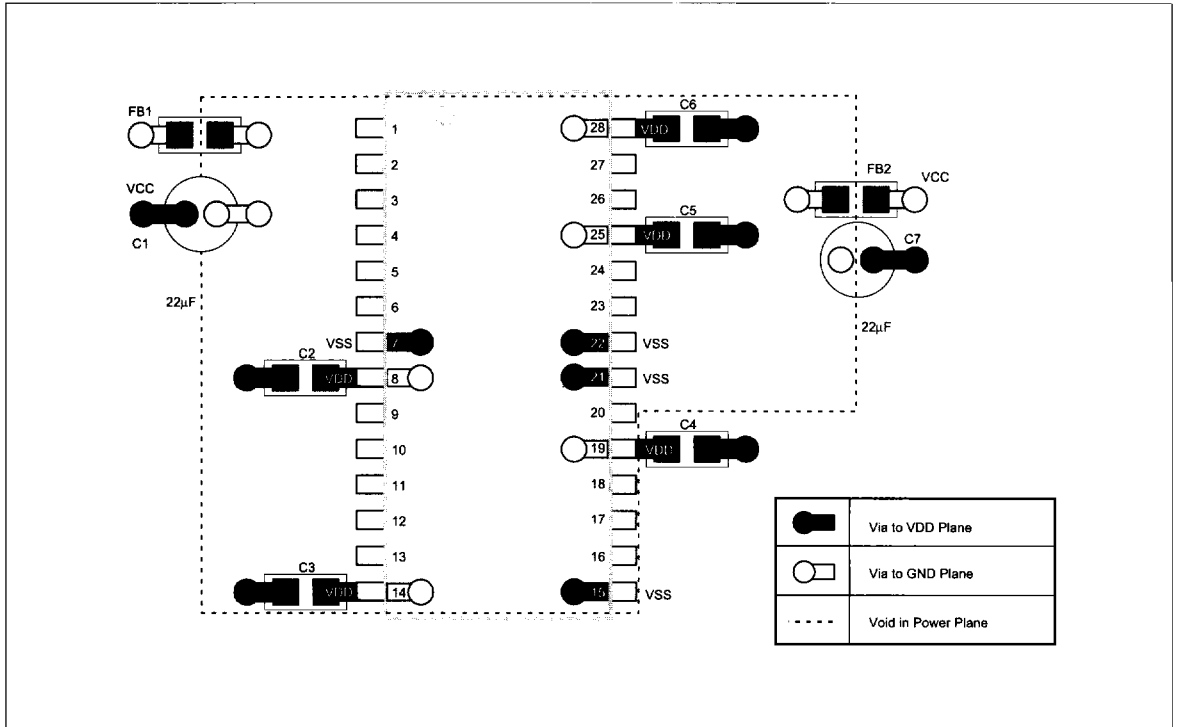 FB1
VCC
C1
22µF
1
2
3
4
5
6
VSS
7
C2
VDD
8
9
10
11
12
13
C3
VDD
14
C6
28
VDD
27
26
C5
25
VDD
24
23
22
VSS
21
VSS
20
C4
19
VDD
18
17
16
15
VSS
FB2
VCC
C7
22µF
Via to VDD Plane
Via to GND Plane
Void in Power Plane